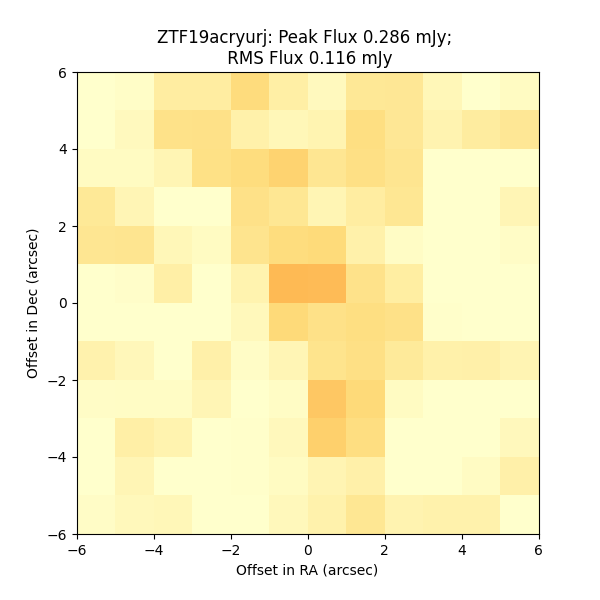 ZTF19acryurj: Peak Flux 0.286 mJy;
RMS Flux 0.116 mJy
6
4
2
0
−2
−4
−6
Offset in Dec (arcsec)
−6 −4 −2 0 2 4 6
Offset in RA (arcsec)